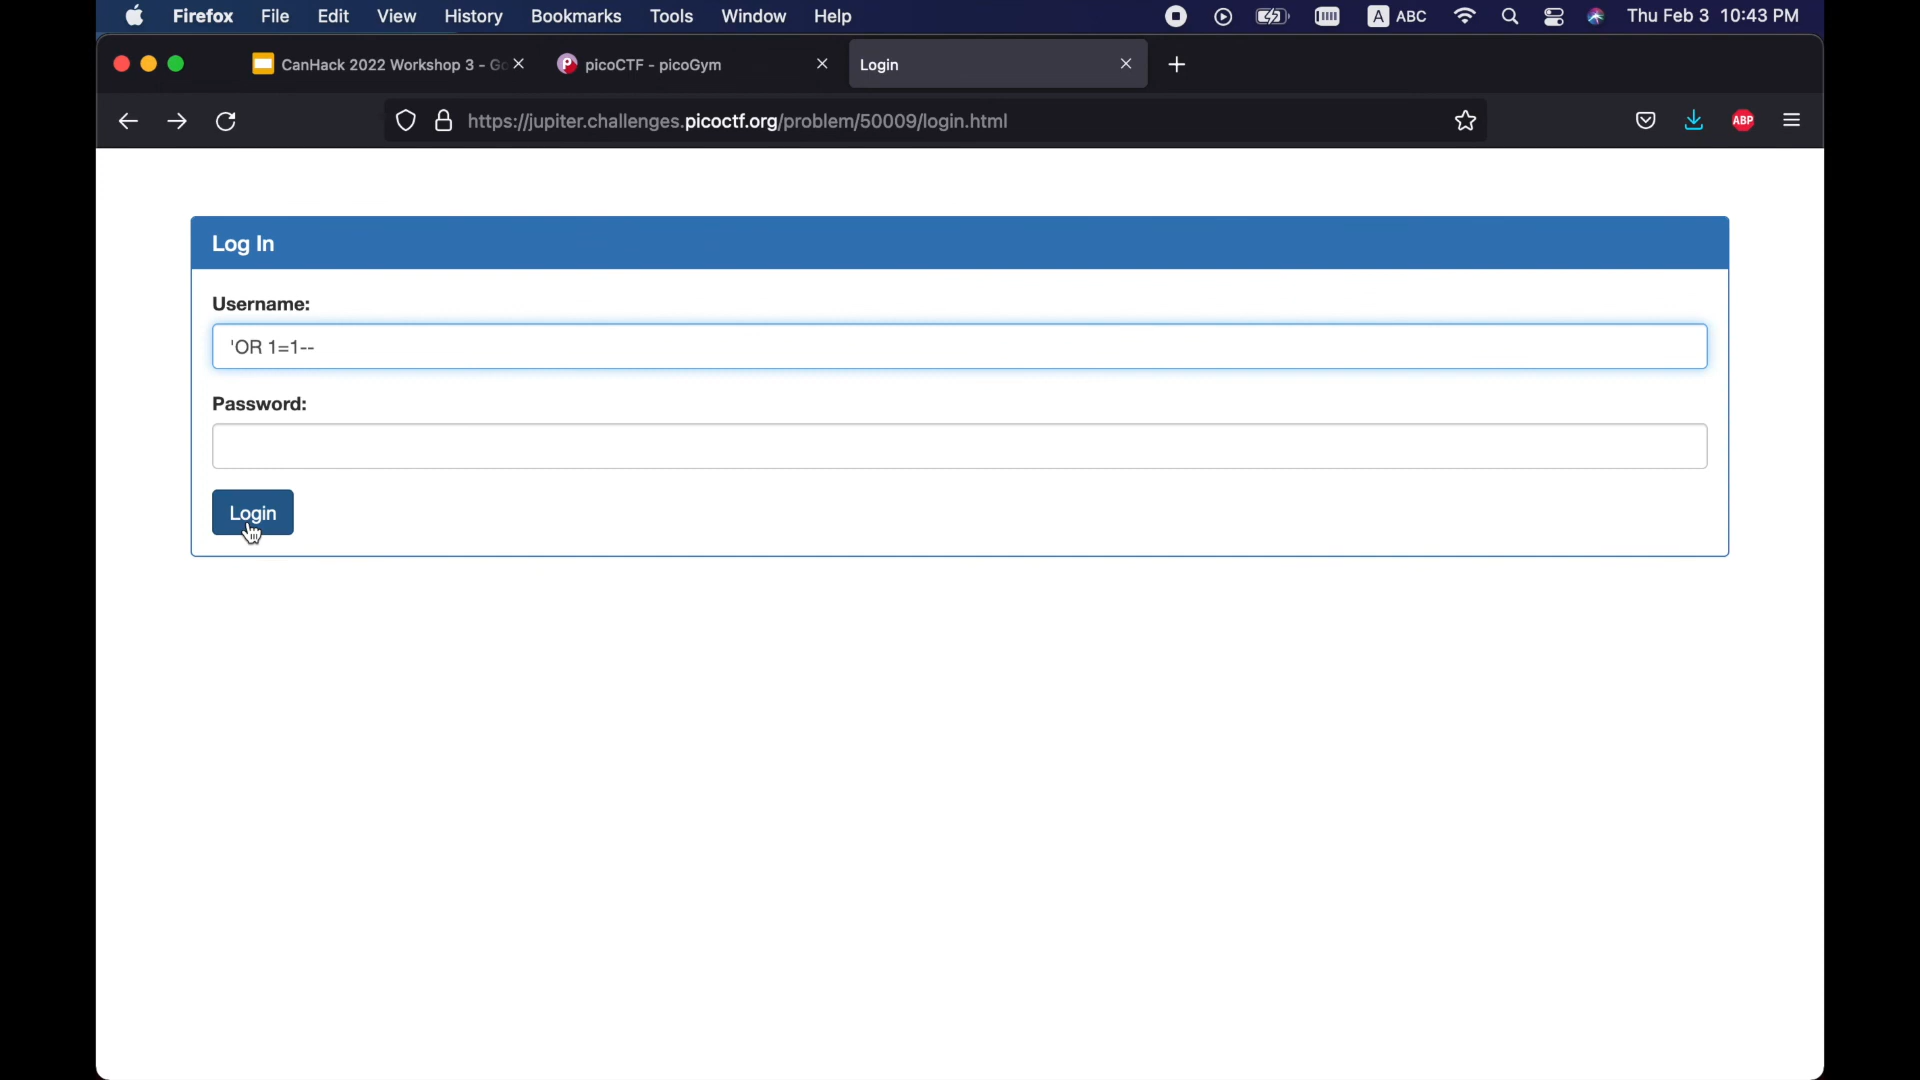 Firefox File Edit View History Bookmarks Tools Window Help A ABC Thu Feb 3 10:43 PM
CanHack 2022 Workshop 3 - Go picoCTF - picoGym Login
https://jupiter.challenges.picoctf.org/problem/50009/login.html ABP
Log In
Username:
'OR 1=1--
Password:
Login